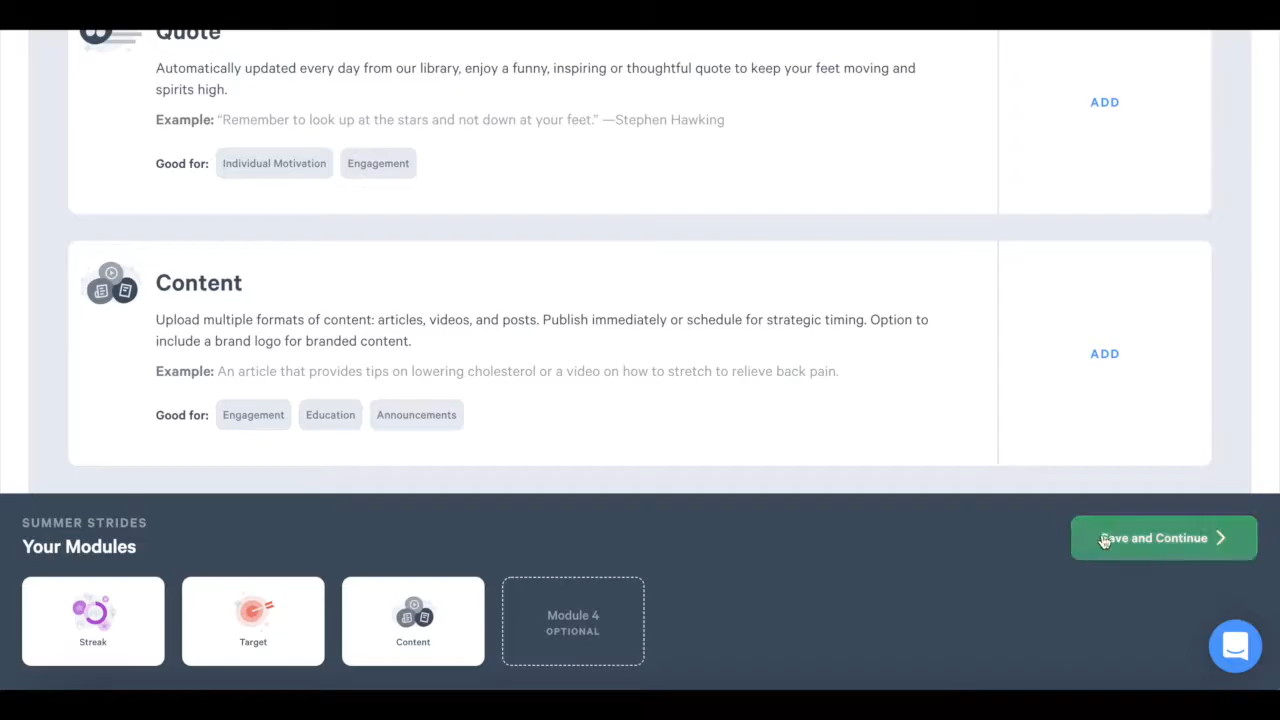 Quote
Automatically updated every day from our library, enjoy a funny, inspiring or thoughtful quote to keep your feet moving and
spirits high.
Example: “Remember to look up at the stars and not down at your feet.” —Stephen Hawking
Good for: Individual Motivation Engagement
ADD
Content
Upload multiple formats of content: articles, videos, and posts. Publish immediately or schedule for strategic timing. Option to
include a brand logo for branded content.
Example: An article that provides tips on lowering cholesterol or a video on how to stretch to relieve back pain.
Good for: Engagement Education Announcements
ADD
SUMMER STRIDES
Your Modules
Save and Continue
Streak
Target
Content
Module 4
OPTIONAL